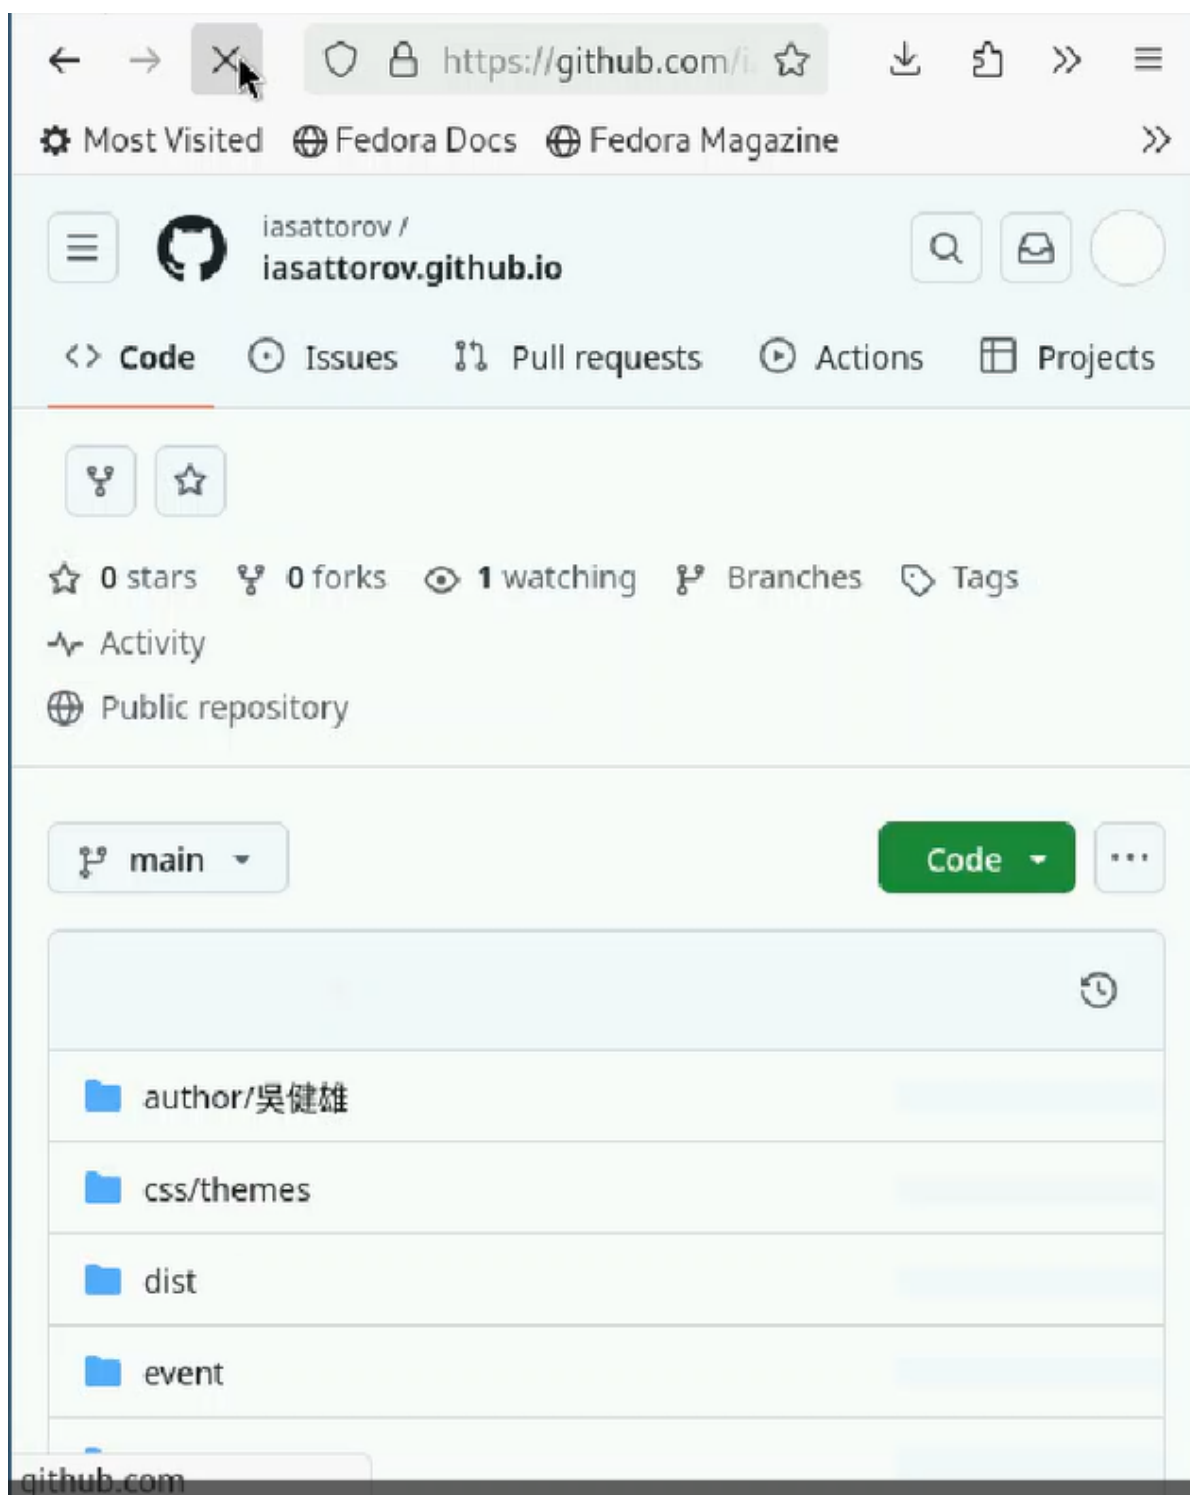 https://github.com/i
Most Visited Fedora Docs Fedora Magazine
iasattorov /
iasattorov.github.io
Code Issues Pull requests Actions Projects
0 stars 0 forks 1 watching Branches Tags
Activity
Public repository
main Code
author/吳健雄
css/themes
dist
event
github.com